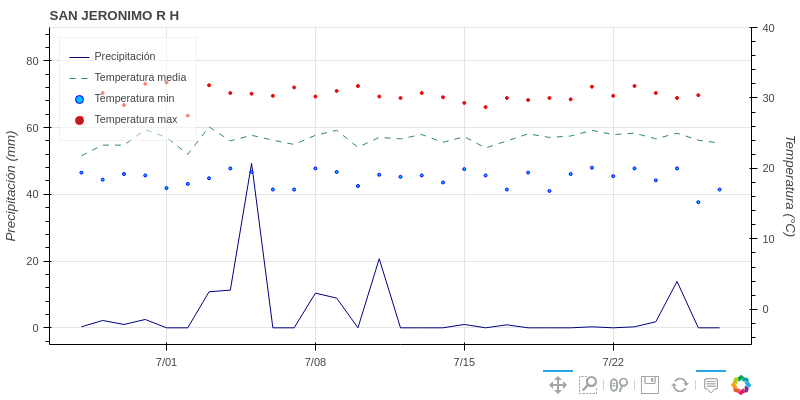 SAN JERONIMO R H
Precipitación
Temperatura media
Temperatura min
Temperatura max
Precipitación (mm)
80
60
40
20
0
40
30
20
10
0
Temperatura (°C)
7/01
7/08
7/15
7/22